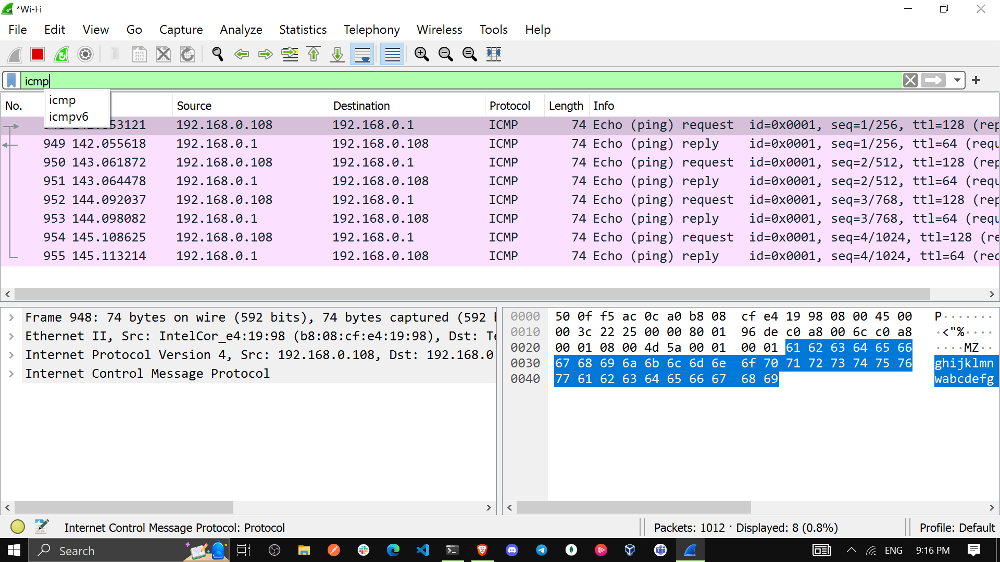 *Wi-Fi
File Edit View Go Capture Analyze Statistics Telephony Wireless Tools Help
icmp
icmp
icmpv6
No. Source Destination Protocol Length Info
53121 192.168.0.108 192.168.0.1 ICMP 74 Echo (ping) request id=0x0001, seq=1/256, ttl=128 (rep
949 142.055618 192.168.0.1 192.168.0.108 ICMP 74 Echo (ping) reply id=0x0001, seq=1/256, ttl=64 (requ
950 143.061872 192.168.0.108 192.168.0.1 ICMP 74 Echo (ping) request id=0x0001, seq=2/512, ttl=128 (rep
951 143.064478 192.168.0.1 192.168.0.108 ICMP 74 Echo (ping) reply id=0x0001, seq=2/512, ttl=64 (requ
952 144.092037 192.168.0.108 192.168.0.1 ICMP 74 Echo (ping) request id=0x0001, seq=3/768, ttl=128 (rep
953 144.098082 192.168.0.1 192.168.0.108 ICMP 74 Echo (ping) reply id=0x0001, seq=3/768, ttl=64 (requ
954 145.108625 192.168.0.108 192.168.0.1 ICMP 74 Echo (ping) request id=0x0001, seq=4/1024, ttl=128 (re
955 145.113214 192.168.0.1 192.168.0.108 ICMP 74 Echo (ping) reply id=0x0001, seq=4/1024, ttl=64 (req
Frame 948: 74 bytes on wire (592 bits), 74 bytes captured (592 b
Ethernet II, Src: IntelCor_e4:19:98 (b8:08:cf:e4:19:98), Dst: Te
Internet Protocol Version 4, Src: 192.168.0.108, Dst: 192.168.0
Internet Control Message Protocol
0000 50 0f f5 ac 0c a0 b8 08 cf e4 19 98 08 00 45 00 P·······
0010 00 3c 22 25 00 00 80 01 96 de c0 a8 00 6c c0 a8 ·<"%····
0020 00 01 08 00 4d 5a 00 01 00 01 61 62 63 64 65 66 ····MZ··
0030 67 68 69 6a 6b 6c 6d 6e 6f 70 71 72 73 74 75 76 ghijklmn
0040 77 61 62 63 64 65 66 67 68 69 wabcdefg
Internet Control Message Protocol: Protocol
Packets: 1012 · Displayed: 8 (0.8%)
Profile: Default
Search
ENG 9:16 PM